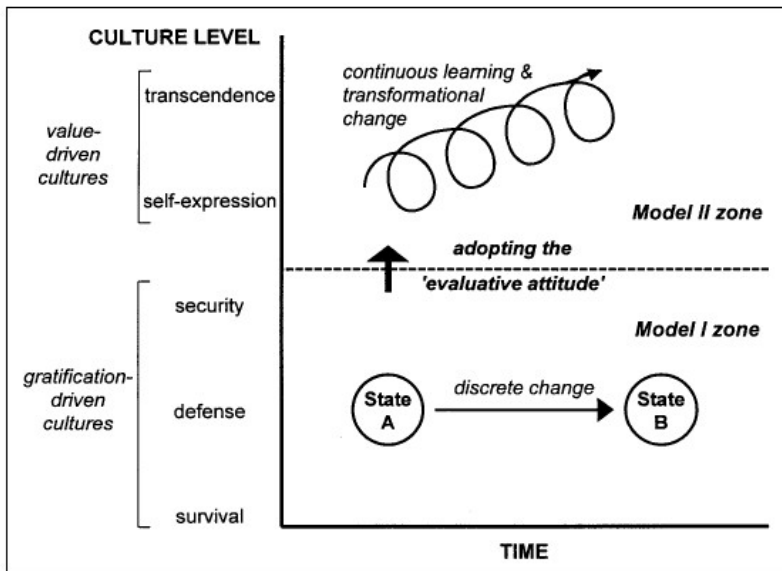 CULTURE LEVEL
transcendence
value-
driven
cultures
self-expression
security
gratification-
driven
cultures
defense
survival
continuous learning &
transformational
change
Model II zone
adopting the
'evaluative attitude'
Model I zone
State
A
discrete change
State
B
TIME